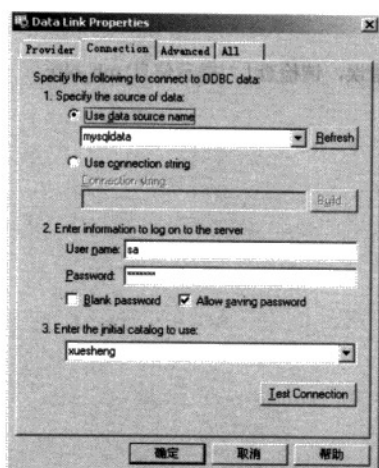 Data Link Properties
Provider Connection Advanced All
Specify the following to connect to ODBC data:
1. Specify the source of data:
Use data source name
mysqldata Refresh
Use connection string
Connection string:
Build...
2. Enter information to log on to the server
User name: sa
Password: *******
Blank password Allow saving password
3. Enter the initial catalog to use:
xuesheng
Test Connection
确定 取消 帮助